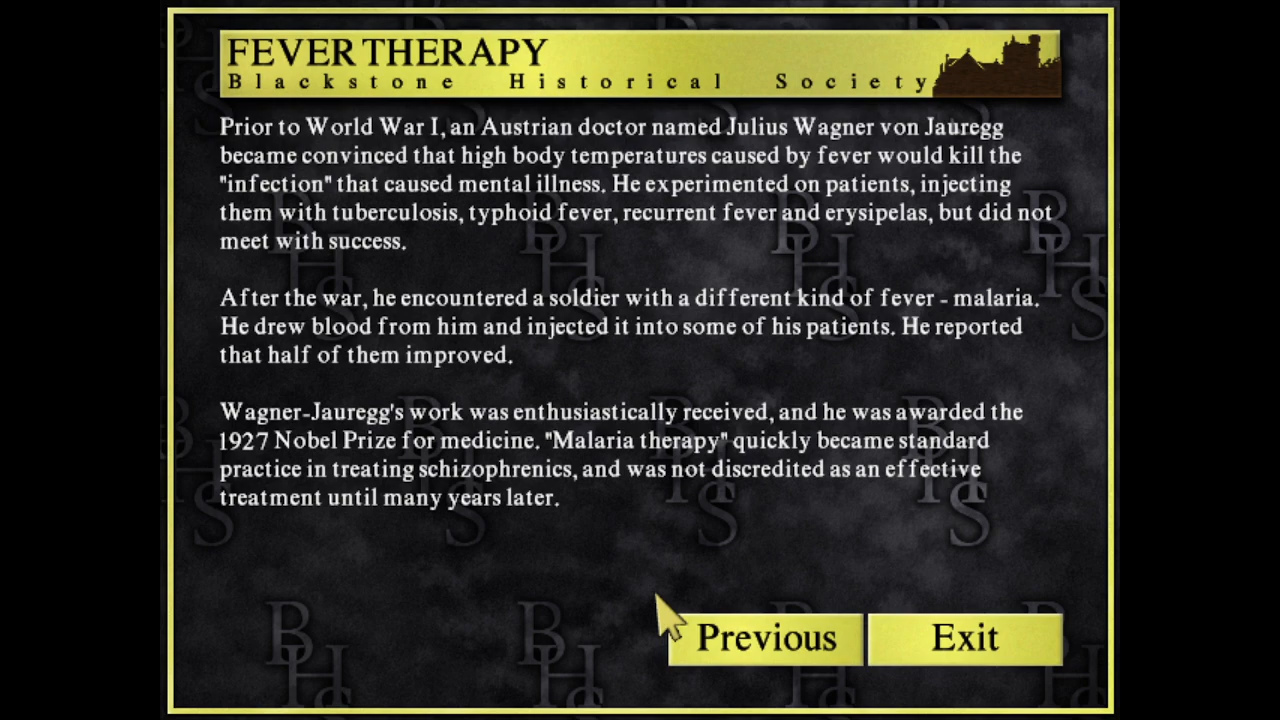 FEVER THERAPY
Blackstone Historical Society
Prior to World War I, an Austrian doctor named Julius Wagner von Jauregg
became convinced that high body temperatures caused by fever would kill the
"infection" that caused mental illness. He experimented on patients, injecting
them with tuberculosis, typhoid fever, recurrent fever and erysipelas, but did not
meet with success.
After the war, he encountered a soldier with a different kind of fever - malaria.
He drew blood from him and injected it into some of his patients. He reported
that half of them improved.
Wagner-Jauregg's work was enthusiastically received, and he was awarded the
1927 Nobel Prize for medicine. "Malaria therapy" quickly became standard
practice in treating schizophrenics, and was not discredited as an effective
treatment until many years later.
Previous Exit